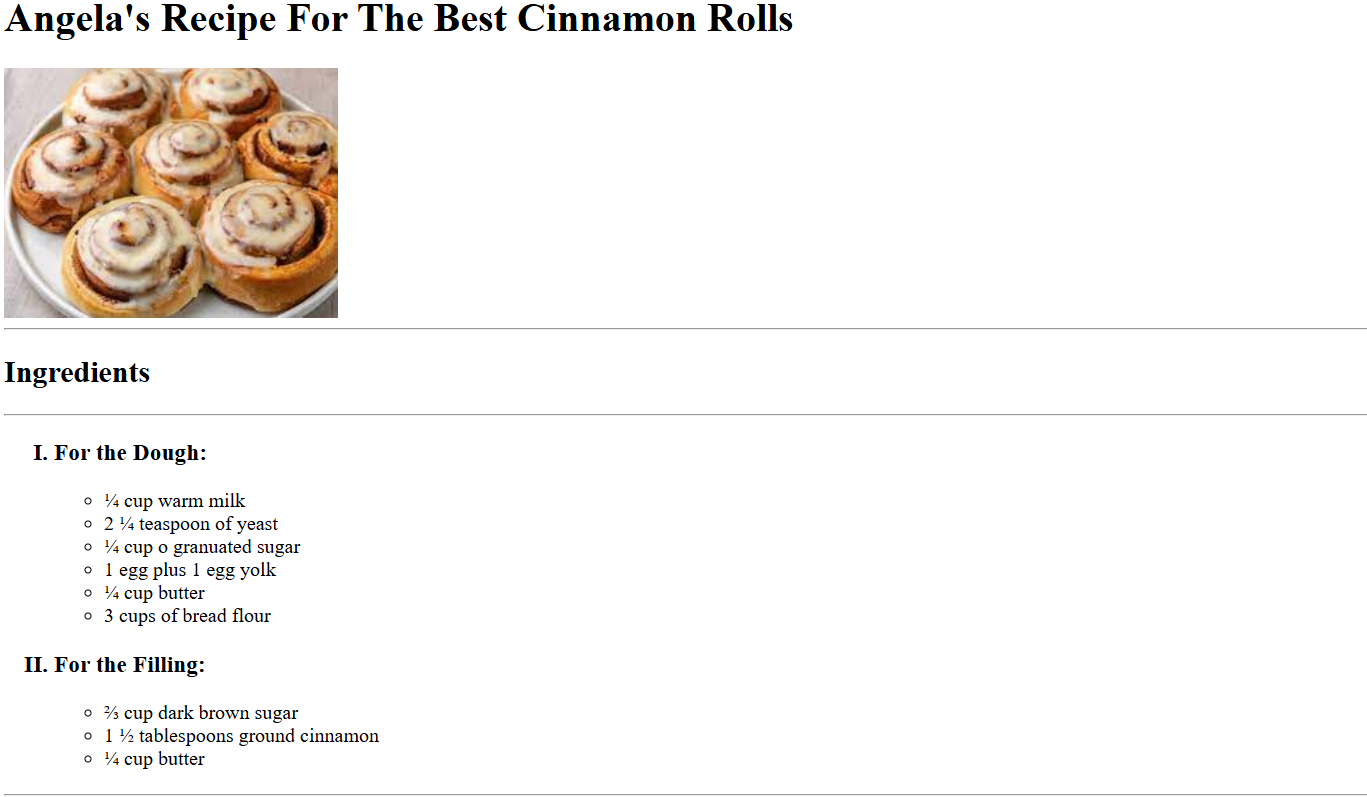 Angela's Recipe For The Best Cinnamon Rolls
Ingredients
I. For the Dough:
¼ cup warm milk
2 ¼ teaspoon of yeast
¼ cup o granuated sugar
1 egg plus 1 egg yolk
¼ cup butter
3 cups of bread flour
II. For the Filling:
⅔ cup dark brown sugar
1 ½ tablespoons ground cinnamon
¼ cup butter